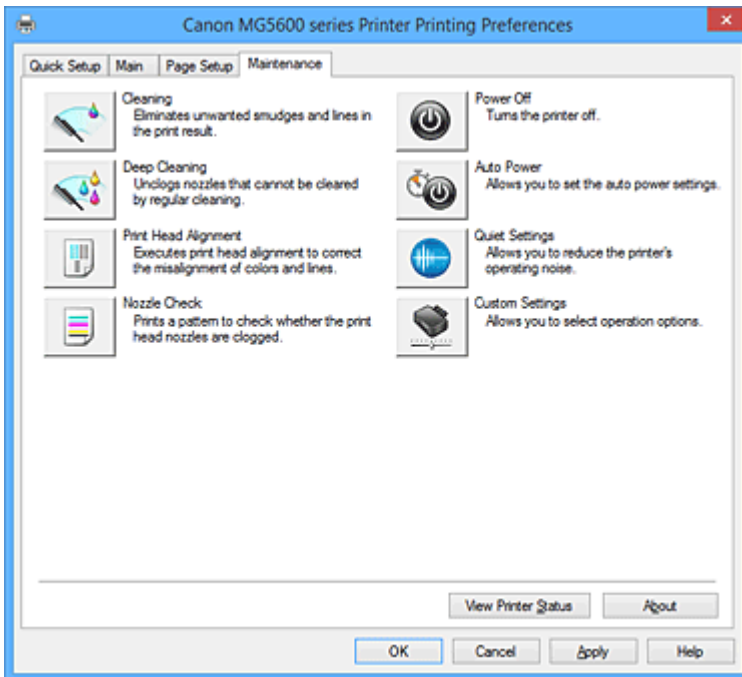 Canon MG5600 series Printer Printing Preferences
Quick Setup
Main
Page Setup
Maintenance
Cleaning
Eliminates unwanted smudges and lines in
the print result.
Deep Cleaning
Unclogs nozzles that cannot be cleared
by regular cleaning.
Print Head Alignment
Executes print head alignment to correct
the misalignment of colors and lines.
Nozzle Check
Prints a pattern to check whether the print
head nozzles are clogged.
Power Off
Turns the printer off.
Auto Power
Allows you to set the auto power settings.
Quiet Settings
Allows you to reduce the printer's
operating noise.
Custom Settings
Allows you to select operation options.
View Printer Status
About
OK
Cancel
Apply
Help